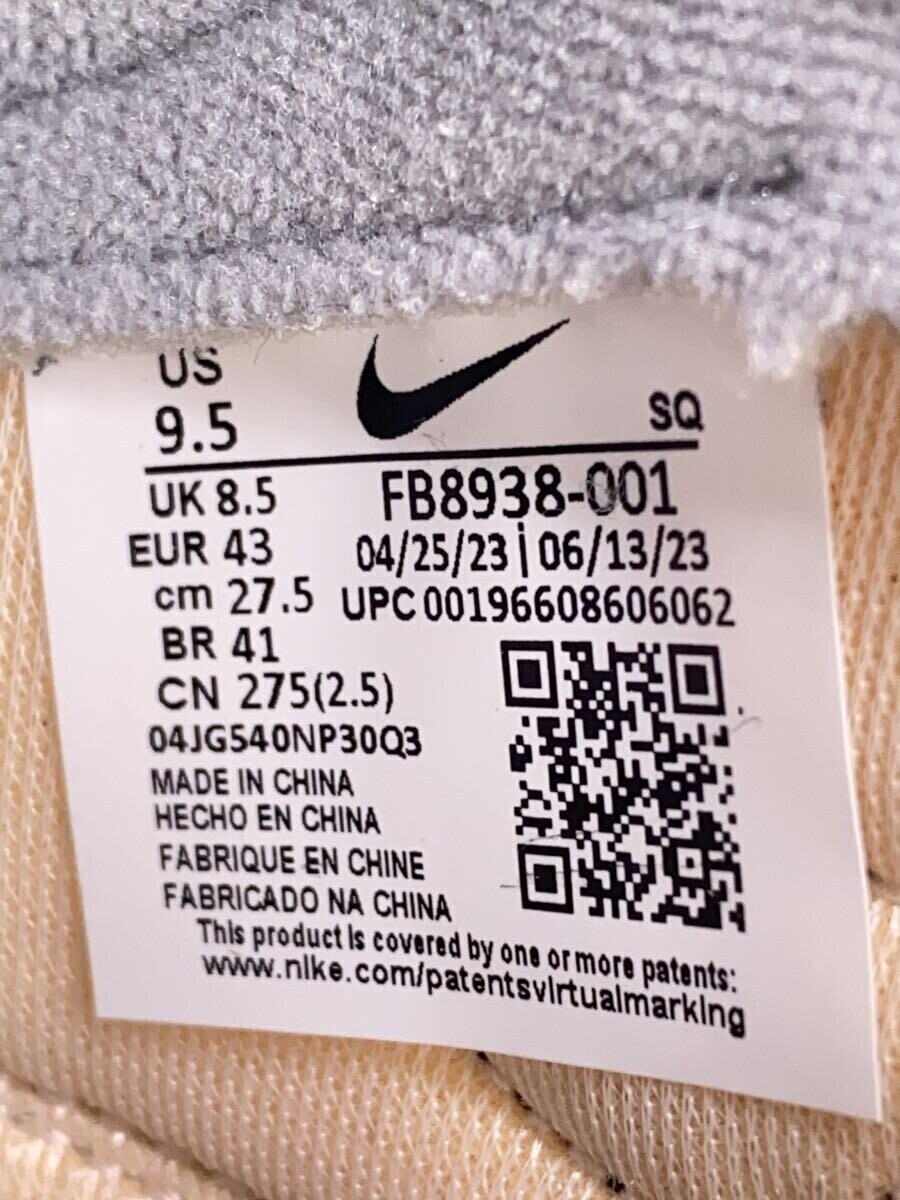 US
9.5
SQ
UK 8.5
FB8938-001
EUR 43
04/25/23 | 06/13/23
cm 27.5
UPC 00196608606062
BR 41
CN 275(2.5)
04JG540NP30Q3
MADE IN CHINA
HECHO EN CHINA
FABRIQUE EN CHINE
FABRICADO NA CHINA
This product is covered by one or more patents:
www.nike.com/patentsvirtualmarking